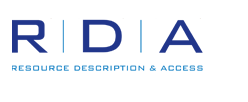 R D A
RESOURCE DESCRIPTION & ACCESS